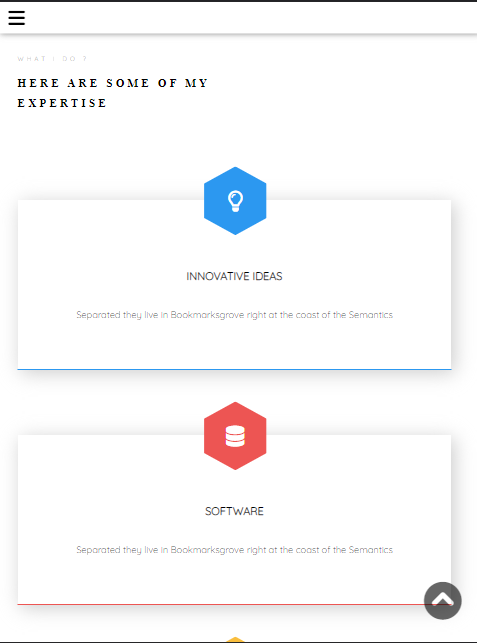 WHAT I DO ?
HERE ARE SOME OF MY
EXPERTISE
INNOVATIVE IDEAS
Separated they live in Bookmarksgrove right at the coast of the Semantics
SOFTWARE
Separated they live in Bookmarksgrove right at the coast of the Semantics